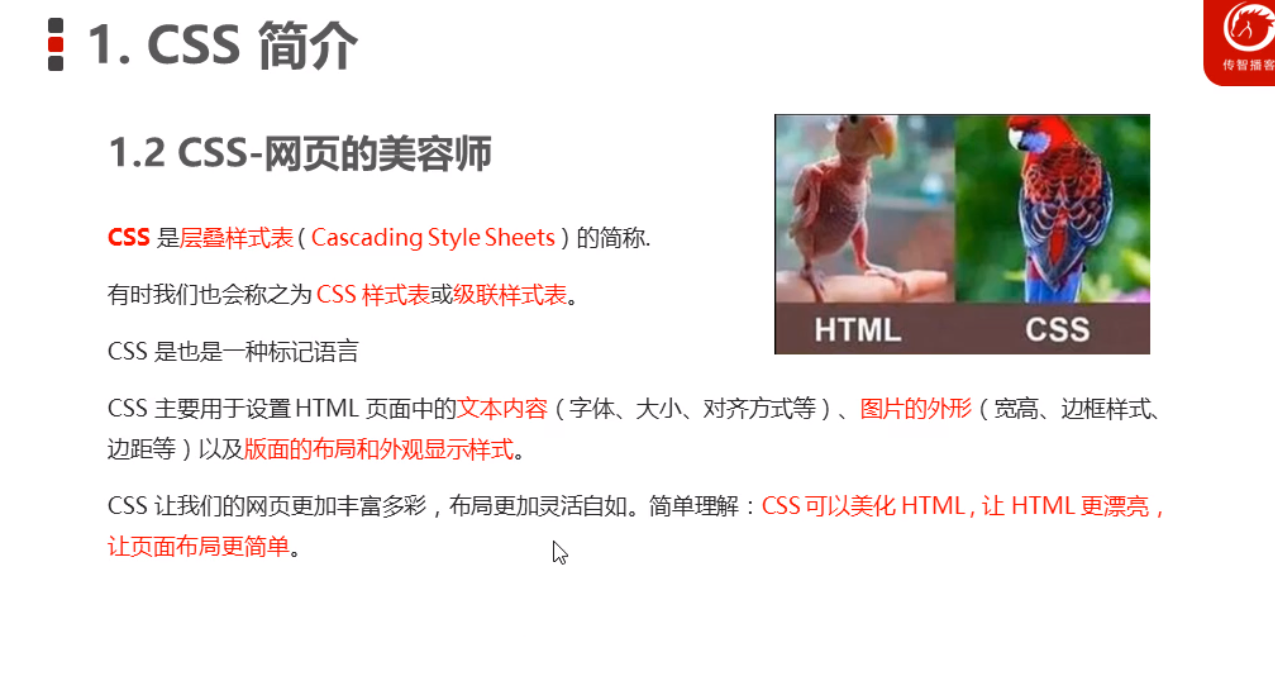 1. CSS 简介
传智播客
1.2 CSS-网页的美容师
CSS 是层叠样式表 ( Cascading Style Sheets ) 的简称.
有时我们也会称之为 CSS 样式表或级联样式表。
CSS 是也是一种标记语言
HTML CSS
CSS 主要用于设置 HTML 页面中的文本内容（字体、大小、对齐方式等）、图片的外形（宽高、边框样式、
边距等）以及版面的布局和外观显示样式。
CSS 让我们的网页更加丰富多彩，布局更加灵活自如。简单理解：CSS 可以美化 HTML , 让 HTML 更漂亮，
让页面布局更简单。